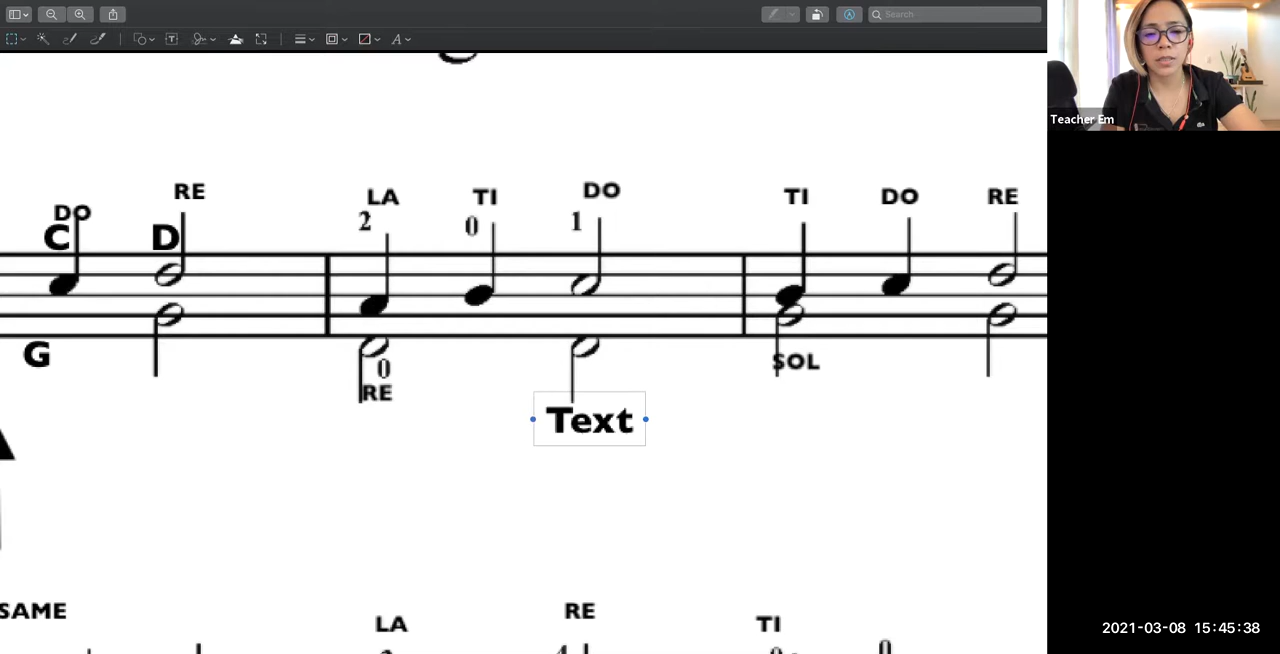 Search
Teacher Em
RE
LA
TI
DO
TI
DO
RE
DO
2
0
1
C
D
G
0
SOL
RE
Text
SAME
LA
RE
TI
2021-03-08 15:45:38